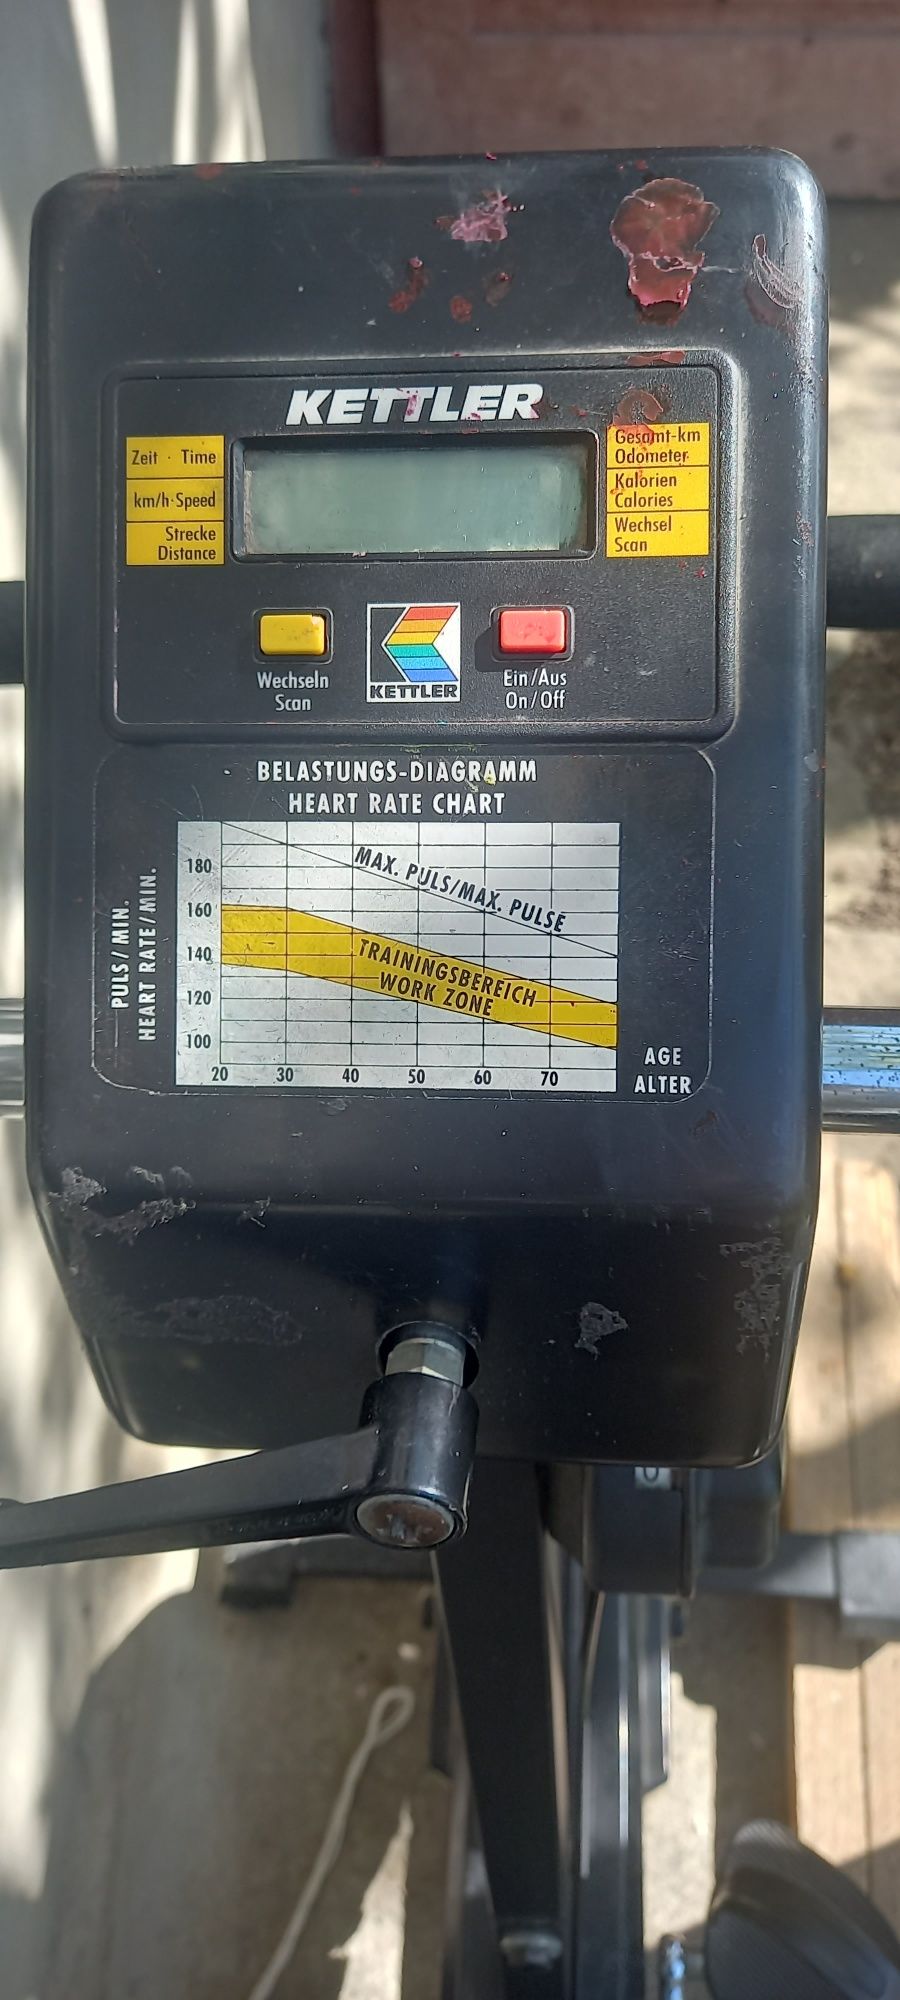 KETTLER
Zeit · Time
km/h·Speed
Strecke
Distance
Gesamt-km
Odometer
Kalorien
Calories
Wechsel
Scan
Wechseln
Scan
KETTLER
Ein/Aus
On/Off
BELASTUNGS-DIAGRAMM
HEART RATE CHART
PULS/MIN.
HEART RATE/MIN.
180
160
140
120
100
MAX. PULS/MAX. PULSE
TRAININGSBEREICH
WORK ZONE
20 30 40 50 60 70
AGE
ALTER